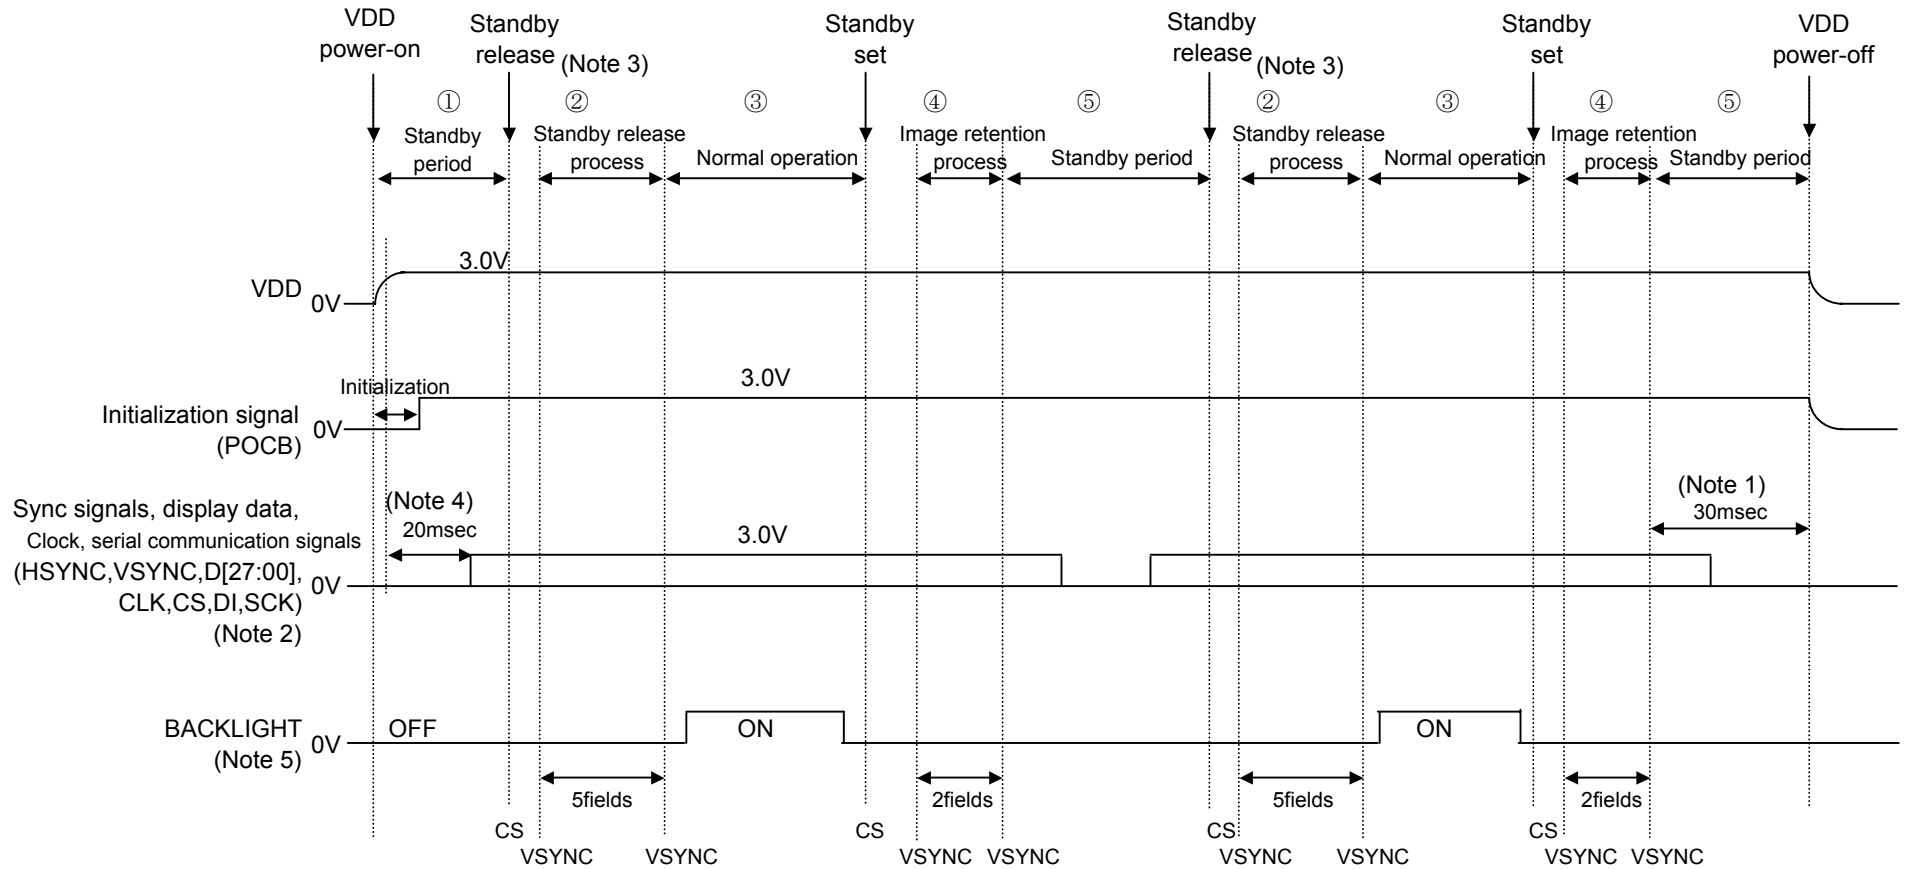 VDD
power-on
Standby
release
(Note 3)
Standby
set
Standby
release
(Note 3)
Standby
set
VDD
power-off
① ② ③ ④ ⑤ ② ③ ④ ⑤
Standby
period
Standby release
process
Normal operation
Image retention
process
Standby period
Standby release
process
Normal operation
Image retention
process
Standby period
3.0V
VDD
0V
Initialization
3.0V
Initialization signal
(POCB)
0V
Sync signals, display data,
Clock, serial communication signals
(HSYNC,VSYNC,D[27:00],
CLK,CS,DI,SCK)
(Note 2)
0V
(Note 4)
20msec
3.0V
(Note 1)
30msec
BACKLIGHT
(Note 5)
0V
OFF
ON
ON
5fields
2fields
5fields
2fields
CS
VSYNC
VSYNC
CS
VSYNC
VSYNC
CS
VSYNC
VSYNC
CS
VSYNC
VSYNC